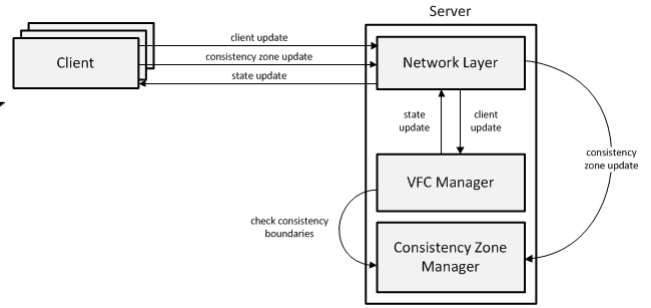 Server
client update
consistency zone update
state update
Client
Network Layer
state
update
client
update
consistency
zone update
VFC Manager
check consistency
boundaries
Consistency Zone
Manager